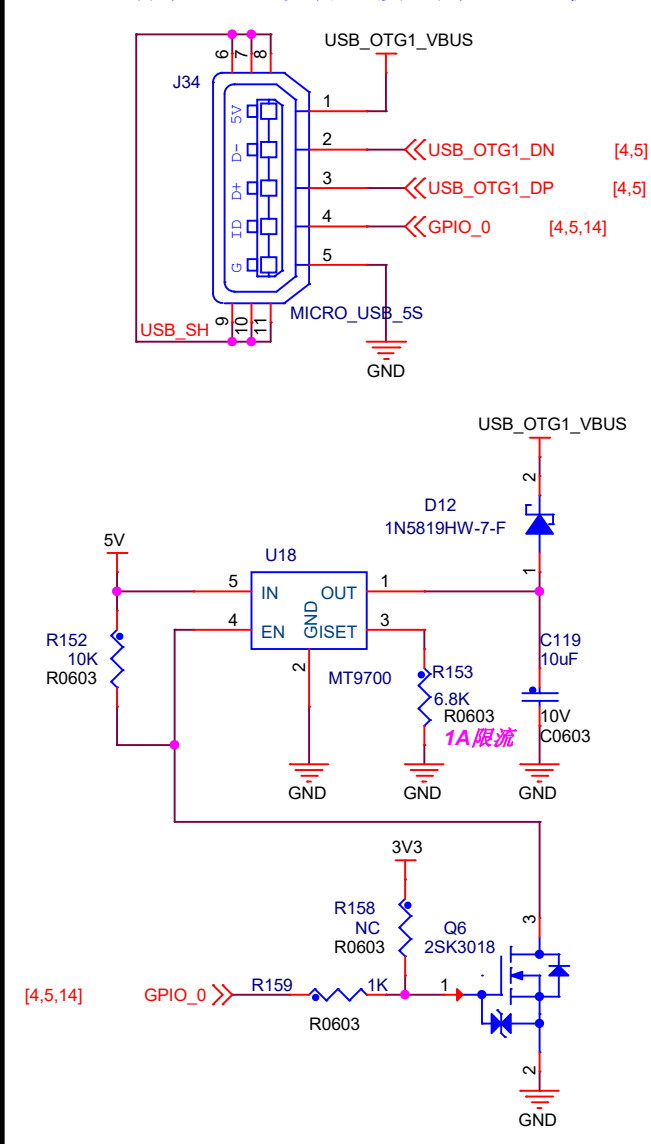 USB_OTG1_VBUS
6
7
8
J34
5V
1
D-
2
USB_OTG1_DN
[4,5]
D+
3
USB_OTG1_DP
[4,5]
ID
4
GPIO_0
[4,5,14]
G
5
9
10
11
USB_SH
MICRO_USB_5S
GND
USB_OTG1_VBUS
2
D12
1N5819HW-7-F
1
5V
U18
5
IN
OUT
1
4
EN
GND
ISET
3
2
MT9700
R152
10K
R0603
R153
6.8K
R0603
1A限流
C119
10uF
10V
C0603
GND
GND
GND
3V3
R158
NC
R0603
Q6
2SK3018
3
[4,5,14]
GPIO_0
R159
1K
1
R0603
2
GND